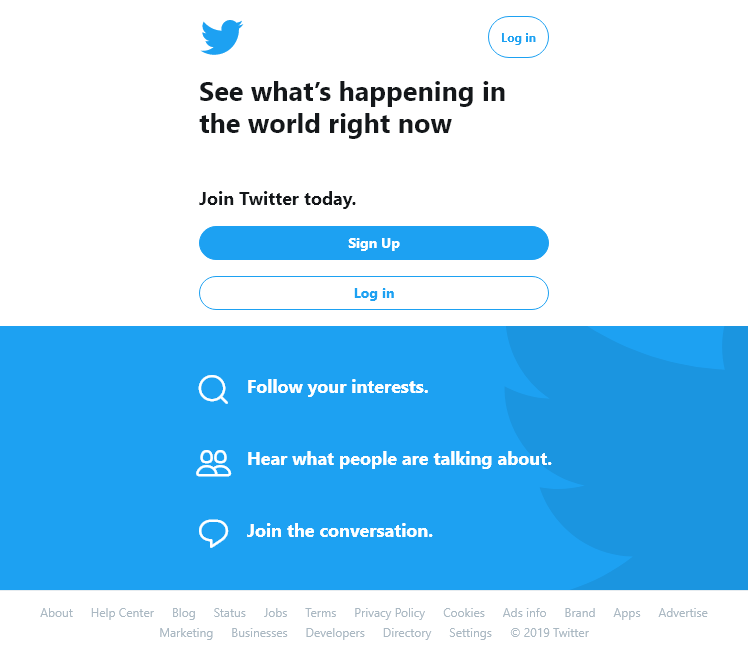 Log in
See what’s happening in
the world right now
Join Twitter today.
Sign Up
Log in
Follow your interests.
Hear what people are talking about.
Join the conversation.
About Help Center Blog Status Jobs Terms Privacy Policy Cookies Ads info Brand Apps Advertise
Marketing Businesses Developers Directory Settings © 2019 Twitter